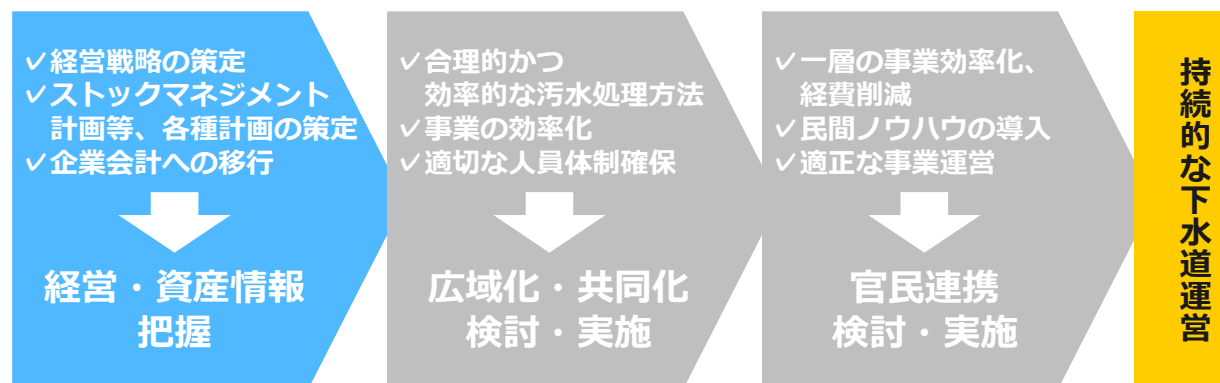 ✓経営戦略の策定
✓ストックマネジメント
計画等、各種計画の策定
✓企業会計への移行
経営・資産情報
把握
✓合理的かつ
効率的な汚水処理方法
✓事業の効率化
✓適切な人員体制確保
広域化・共同化
検討・実施
✓一層の事業効率化、
経費削減
✓民間ノウハウの導入
✓適正な事業運営
官民連携
検討・実施
持続的な下水道運営